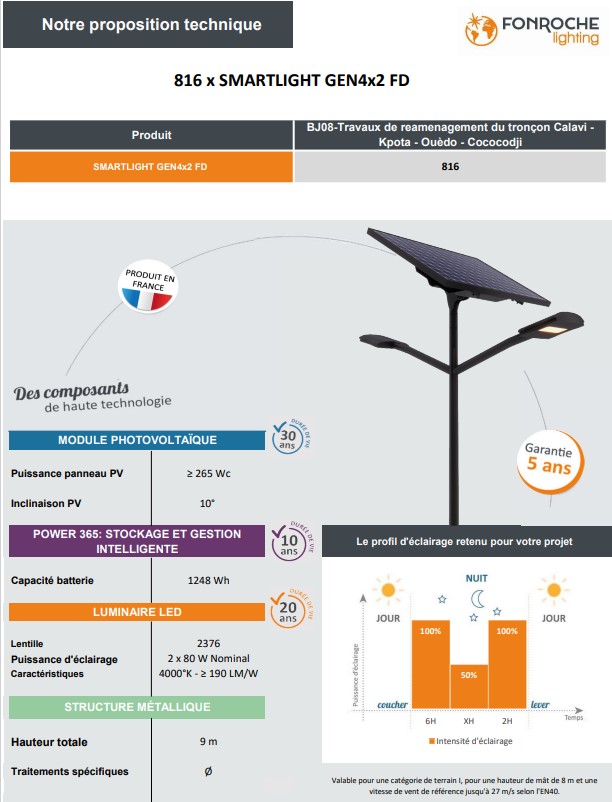 Notre proposition technique
FONROCHE
lighting
816 x SMARTLIGHT GEN4x2 FD
Produit
BJ08-Travaux de reamenagement du tronçon Calavi -
Kpota - Ouèdo - Cococodji
SMARTLIGHT GEN4x2 FD
816
PRODUIT EN
FRANCE
Des composants
de haute technologie
MODULE PHOTOVOLTAÏQUE
30
ans
DURÉE DE VIE
Puissance panneau PV
≥ 265 Wc
Inclinaison PV
10°
Garantie
5 ans
POWER 365: STOCKAGE ET GESTION
INTELLIGENTE
10
ans
DURÉE DE VIE
Capacité batterie
1248 Wh
LUMINAIRE LED
20
ans
DURÉE DE VIE
Lentille
2376
Puissance d'éclairage
2 x 80 W Nominal
Caractéristiques
4000°K - ≥ 190 LM/W
STRUCTURE MÉTALLIQUE
Hauteur totale
9 m
Traitements spécifiques
Ø
Le profil d'éclairage retenu pour votre projet
NUIT
JOUR
JOUR
100%
50%
100%
Puissance d'éclairage
coucher
lever
6H
XH
2H
Temps
Intensité d'éclairage
Valable pour une catégorie de terrain I, pour une hauteur de mât de 8 m et une
vitesse de vent de référence jusqu'à 27 m/s selon l'EN40.